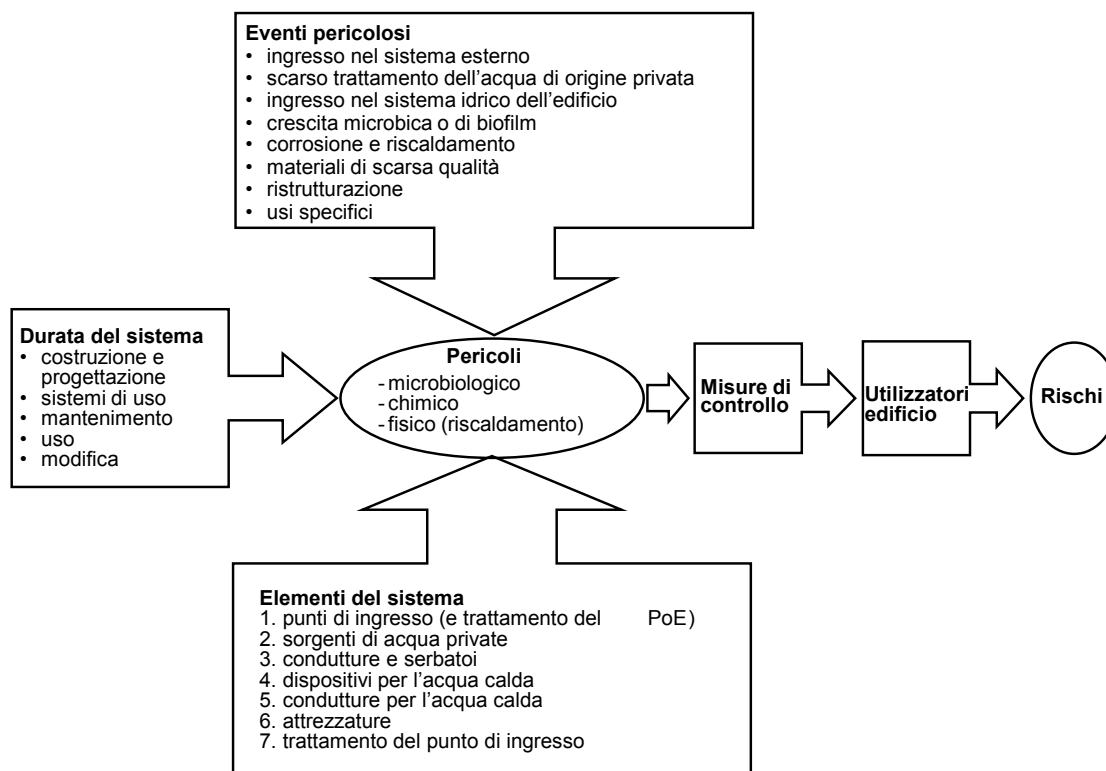 Eventi pericolosi
• ingresso nel sistema esterno
• scarso trattamento dell'acqua di origine privata
• ingresso nel sistema idrico dell'edificio
• crescita microbica o di biofilm
• corrosione e riscaldamento
• materiali di scarsa qualità
• ristrutturazione
• usi specifici
Durata del sistema
• costruzione e
progettazione
• sistemi di uso
• mantenimento
• uso
• modifica
Pericoli
-microbiologico
-chimico
-fisico (riscaldamento)
Misure di
controllo
Utilizzatori
edificio
Rischi
Elementi del sistema
1. punti di ingresso (e trattamento del PoE)
2. sorgenti di acqua private
3. condutture e serbatoi
4. dispositivi per l'acqua calda
5. condutture per l'acqua calda
6. attrezzature
7. trattamento del punto di ingresso